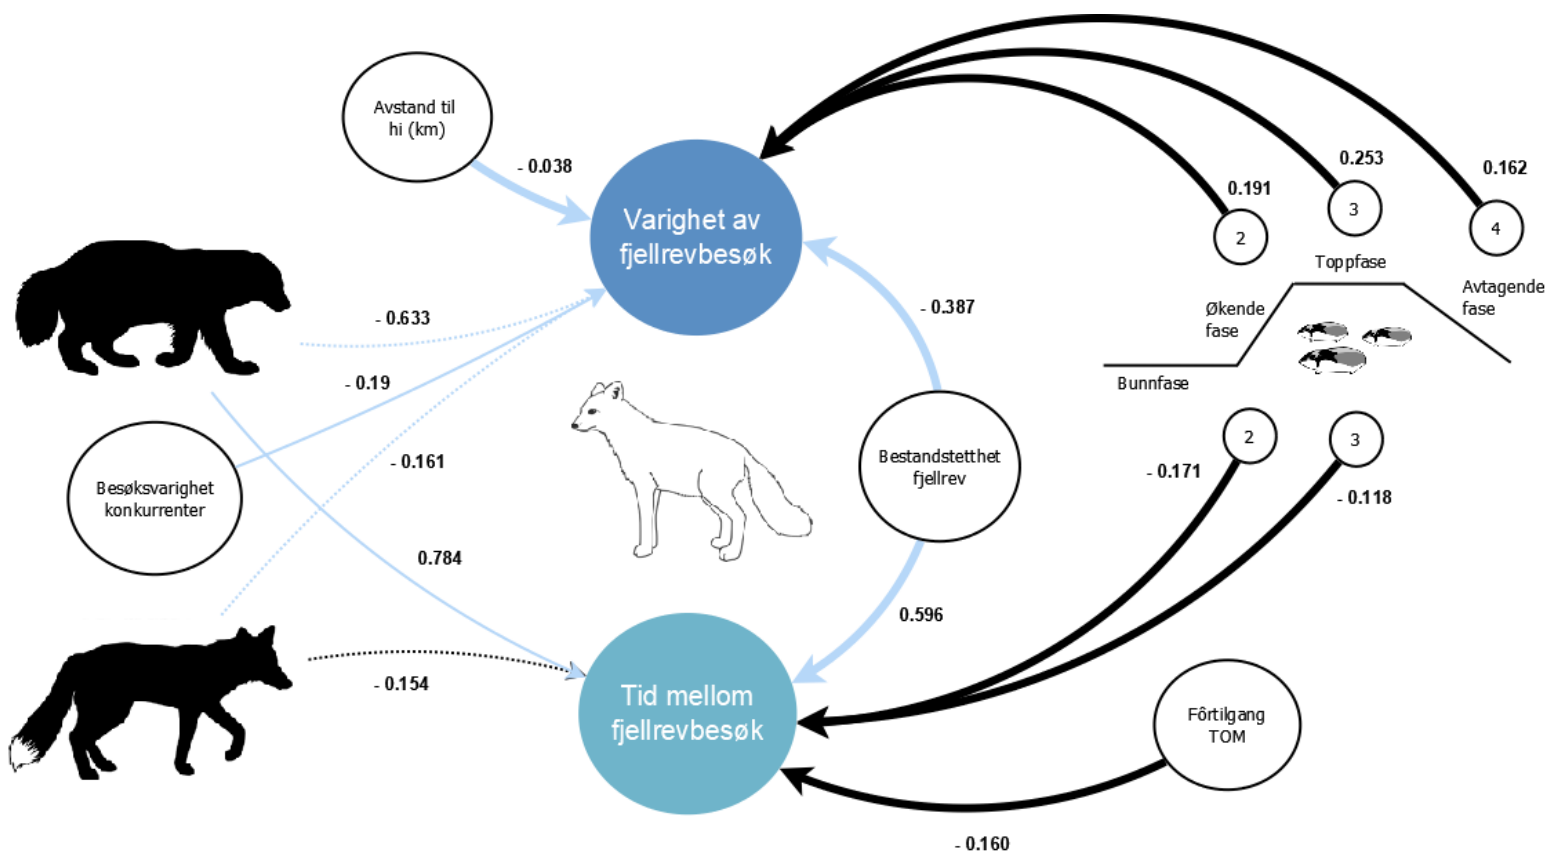 Avstand til
hi (km)
- 0.038
Varighet av
fjellrevbesøk
0.191
0.253
0.162
2
3
4
Toppfase
Økende
fase
Avtagende
fase
Bunnfase
- 0.633
- 0.19
- 0.387
Besøksvarighet
konkurrenter
- 0.161
Bestandstetthet
fjellrev
2
3
- 0.171
- 0.118
0.784
0.596
- 0.154
Tid mellom
fjellrevbesøk
Fôrtilgang
TOM
- 0.160